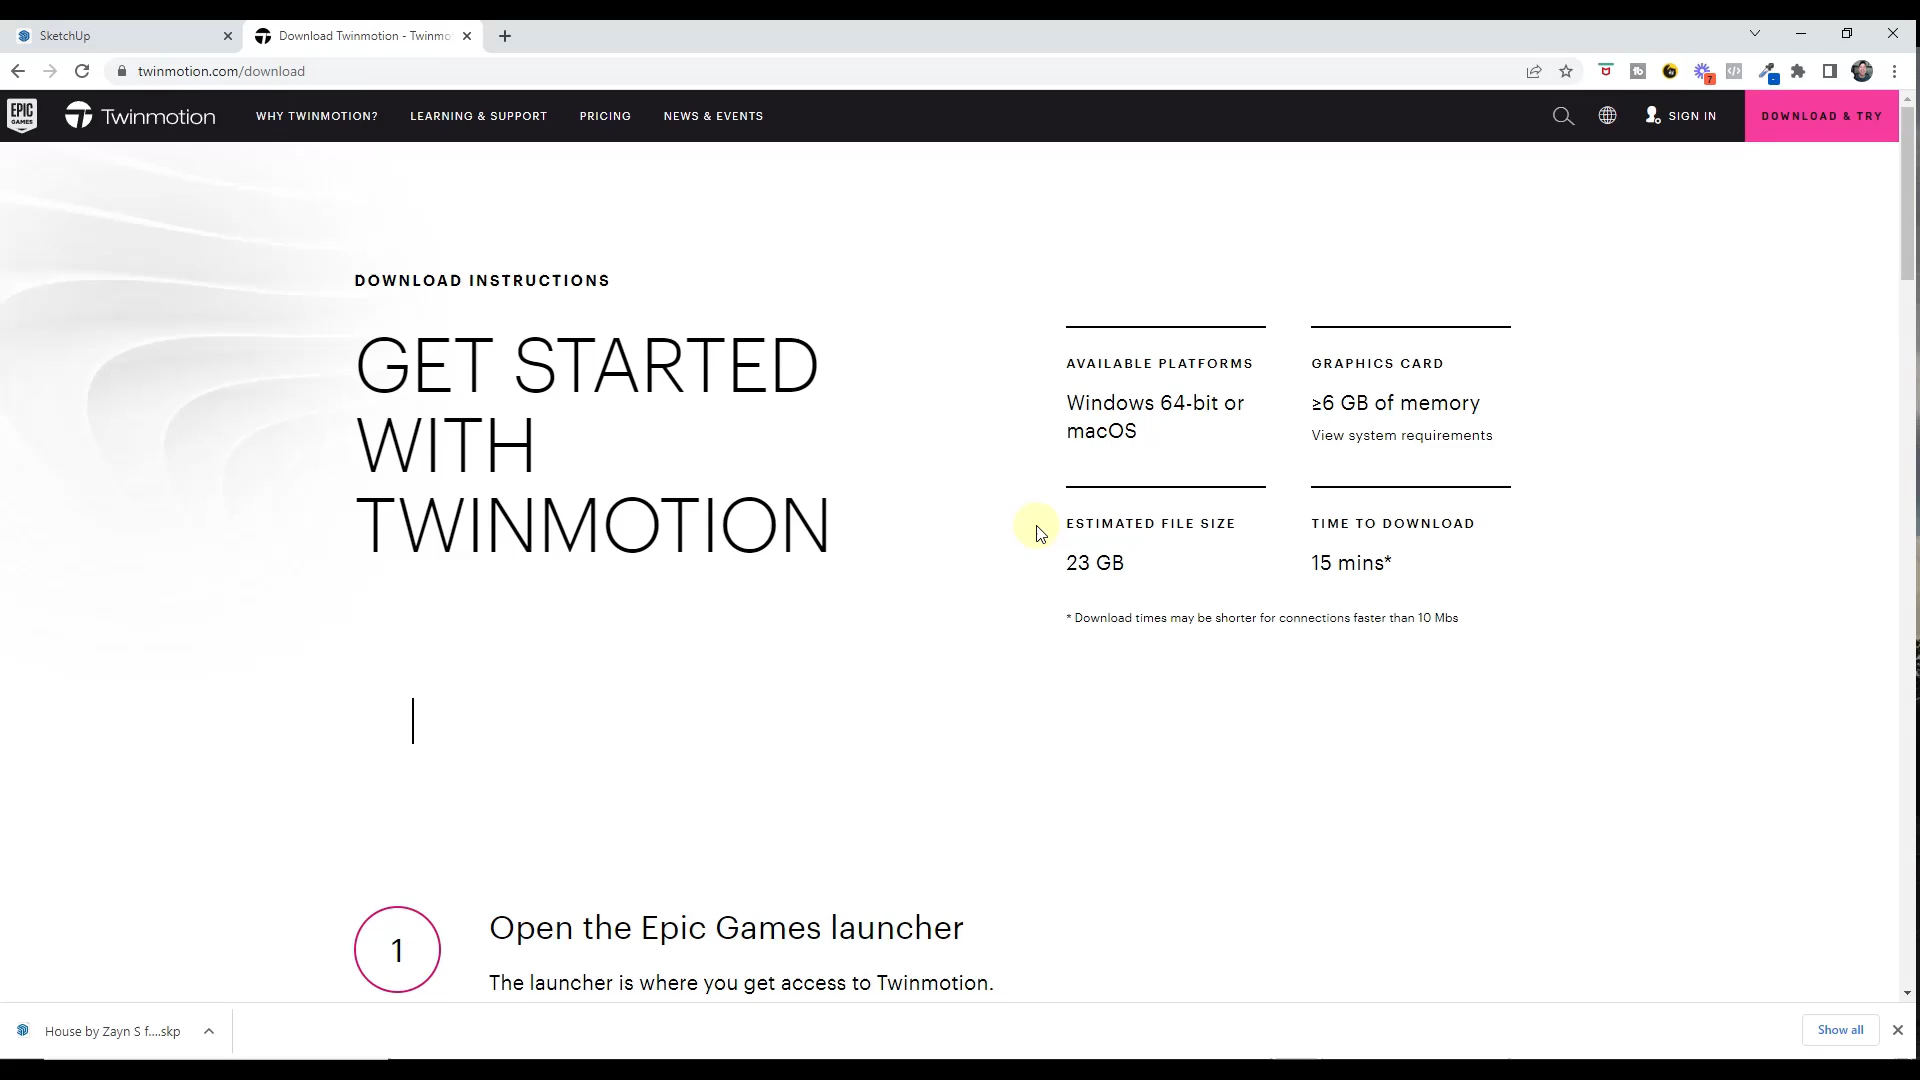 SketchUp
Download Twinmotion - Twinmo
twinmotion.com/download
7
EPIC GAMES
Twinmotion
WHY TWINMOTION?
LEARNING & SUPPORT
PRICING
NEWS & EVENTS
SIGN IN
DOWNLOAD & TRY
DOWNLOAD INSTRUCTIONS
GET STARTED
WITH
TWINMOTION
AVAILABLE PLATFORMS
Windows 64-bit or
macOS
GRAPHICS CARD
≥6 GB of memory
View system requirements
ESTIMATED FILE SIZE
23 GB
TIME TO DOWNLOAD
15 mins*
* Download times may be shorter for connections faster than 10 Mbs
1
Open the Epic Games launcher
The launcher is where you get access to Twinmotion.
House by Zayn S f....skp
Show all